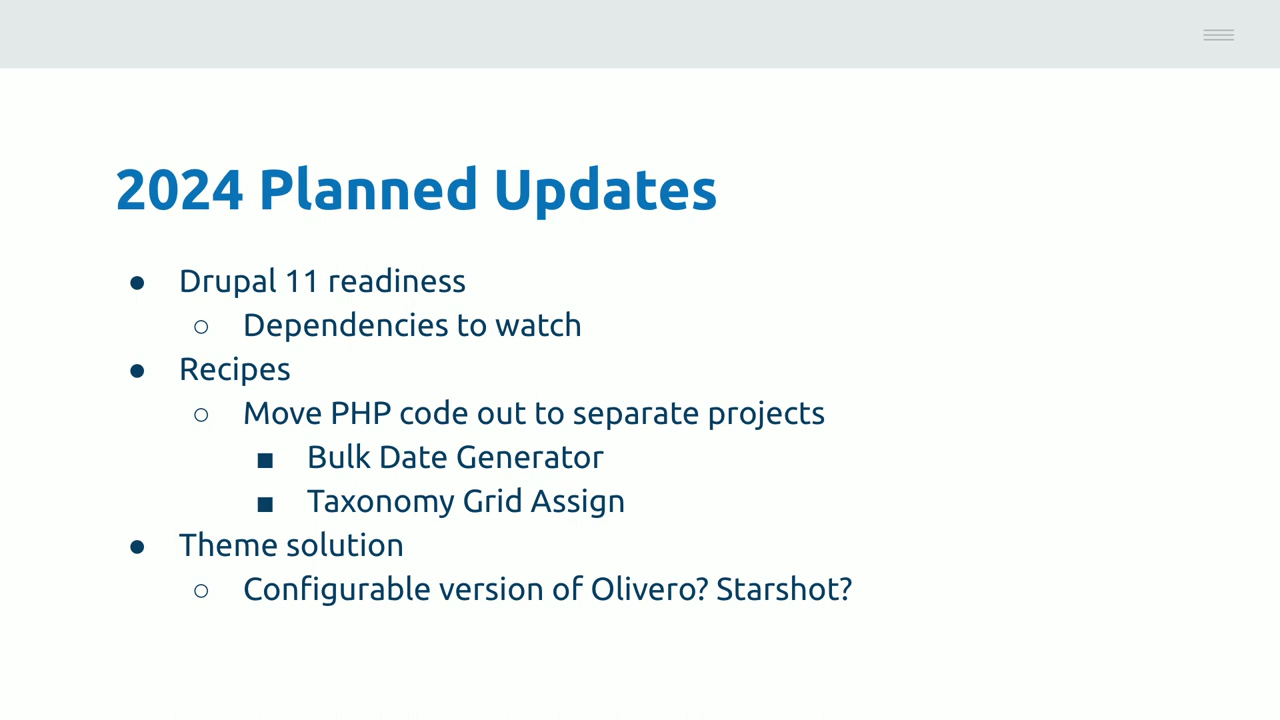 2024 Planned Updates
● Drupal 11 readiness
○ Dependencies to watch
● Recipes
○ Move PHP code out to separate projects
■ Bulk Date Generator
■ Taxonomy Grid Assign
● Theme solution
○ Configurable version of Olivero? Starshot?